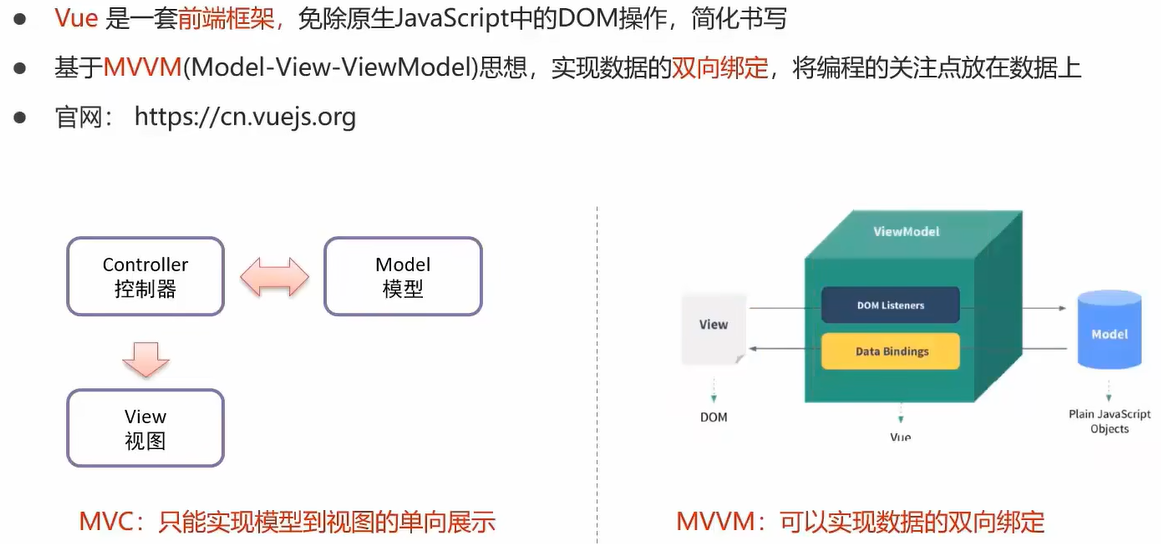 Vue 是一套前端框架，免除原生JavaScript中的DOM操作，简化书写
基于MVVM(Model-View-ViewModel)思想，实现数据的双向绑定，将编程的关注点放在数据上
官网： https://cn.vuejs.org
Controller
控制器
Model
模型
View
视图
MVC：只能实现模型到视图的单向展示
ViewModel
DOM Listeners
Data Bindings
View
Model
DOM
Vue
Plain JavaScript
Objects
MVVM：可以实现数据的双向绑定